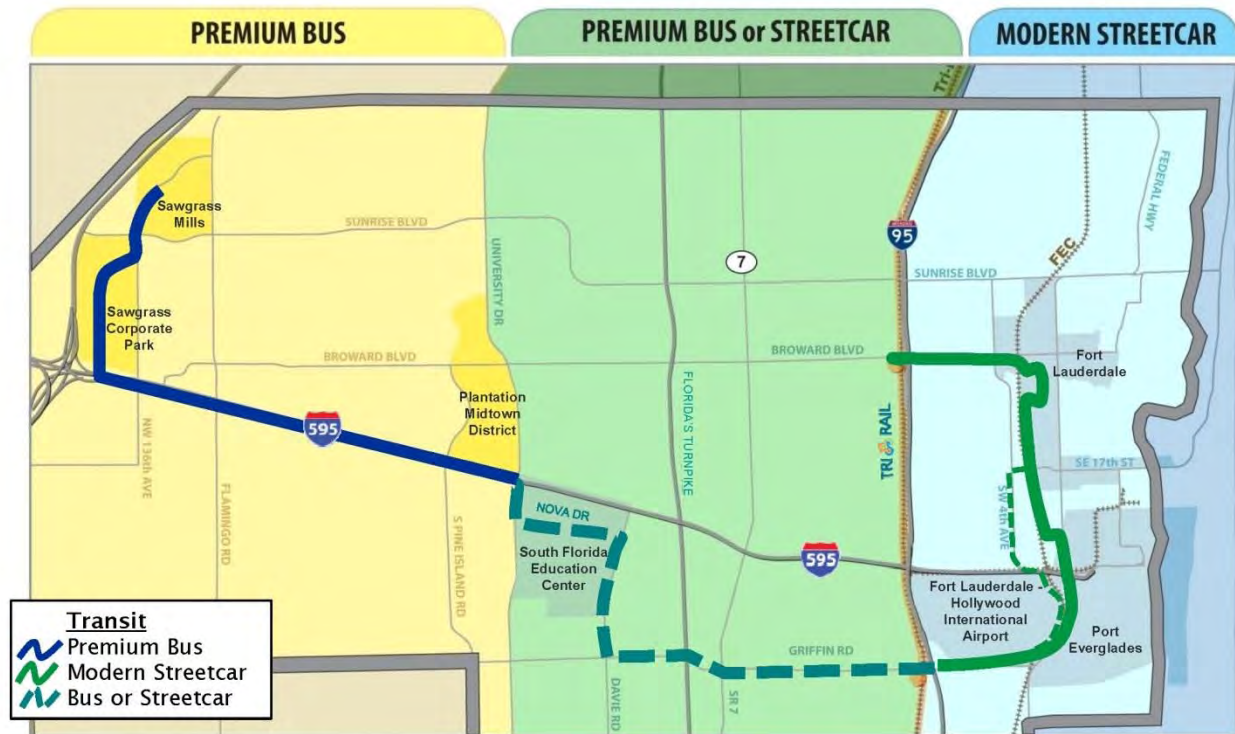 PREMIUM BUS
PREMIUM BUS or STREETCAR
MODERN STREETCAR
Tri-
Sawgrass
Mills
SUNRISE BLVD
UNIVERSITY DR
7
95
SUNRISE BLVD
FEC
FEDERAL HWY
Sawgrass
Corporate
Park
BROWARD BLVD
BROWARD BLVD
Fort
Lauderdale
Plantation
Midtown
District
FLORIDA'S TURNPIKE
TRI RAIL
595
NW 136th AVE
FLAMINGO RD
S PINE ISLAND RD
SE 17th ST
SW 4th AVE
NOVA DR
South Florida
Education
Center
595
Fort Lauderdale -
Hollywood
International
Airport
Port
Everglades
GRIFFIN RD
DAVIE RD
SR 7
Transit
Premium Bus
Modern Streetcar
Bus or Streetcar